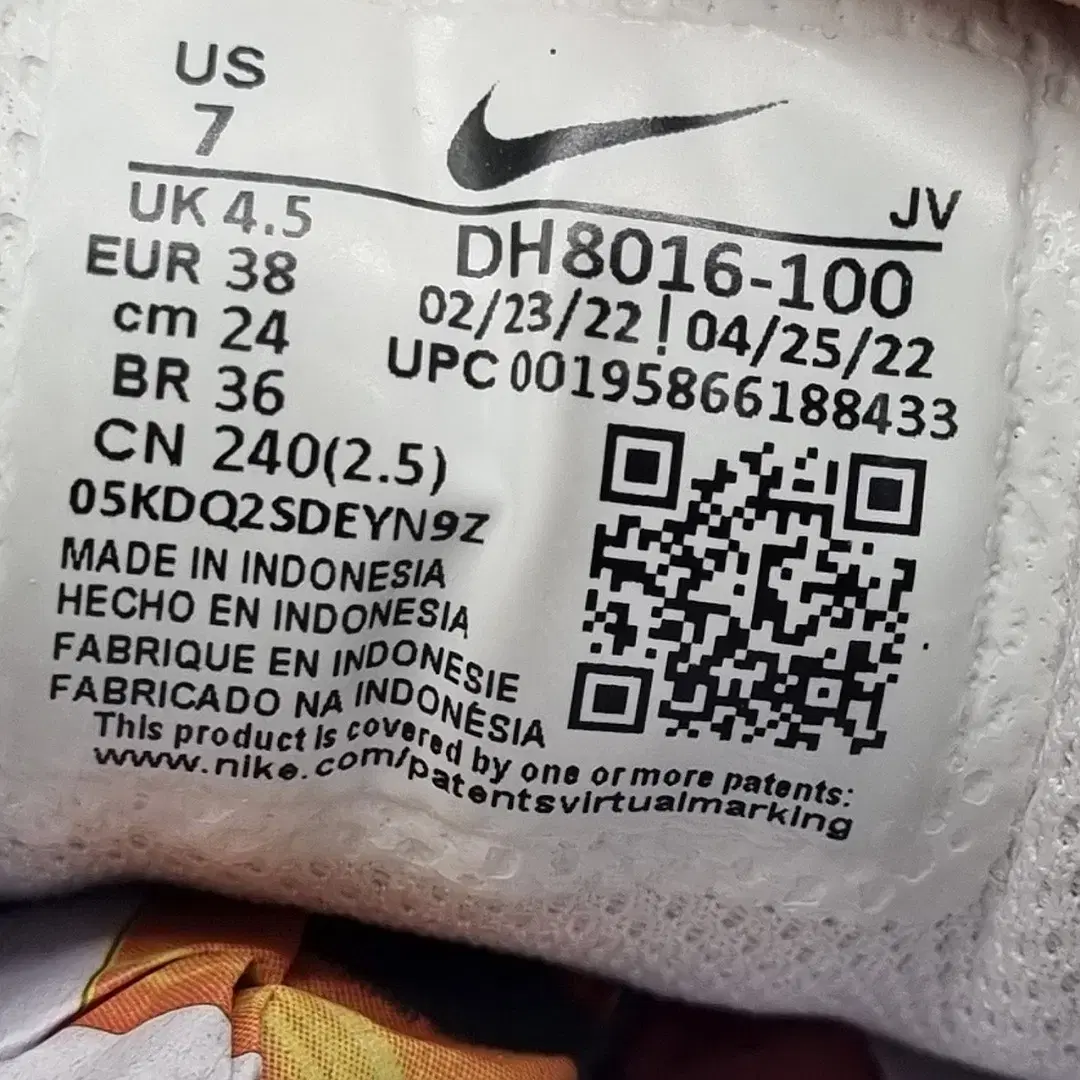 US
7
JV
UK 4.5
EUR 38
cm 24
BR 36
CN 240(2.5)
DH8016-100
02/23/22 | 04/25/22
UPC 00195866188433
05KDQ2SDEYN9Z
MADE IN INDONESIA
HECHO EN INDONESIA
FABRIQUE EN INDONESIE
FABRICADO NA INDONÉSIA
This product is covered by one or more patents:
www.nike.com/patentsvirtualmarking